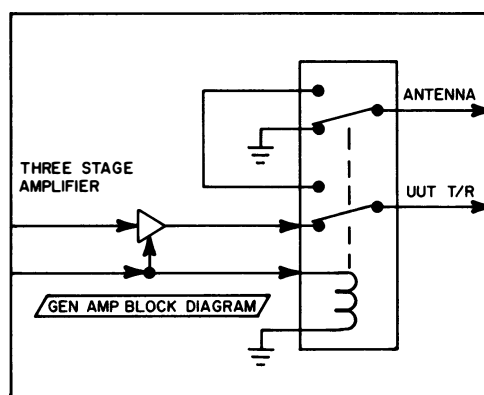 ANTENNA
THREE STAGE
AMPLIFIER
UUT T/R
GEN AMP BLOCK DIAGRAM